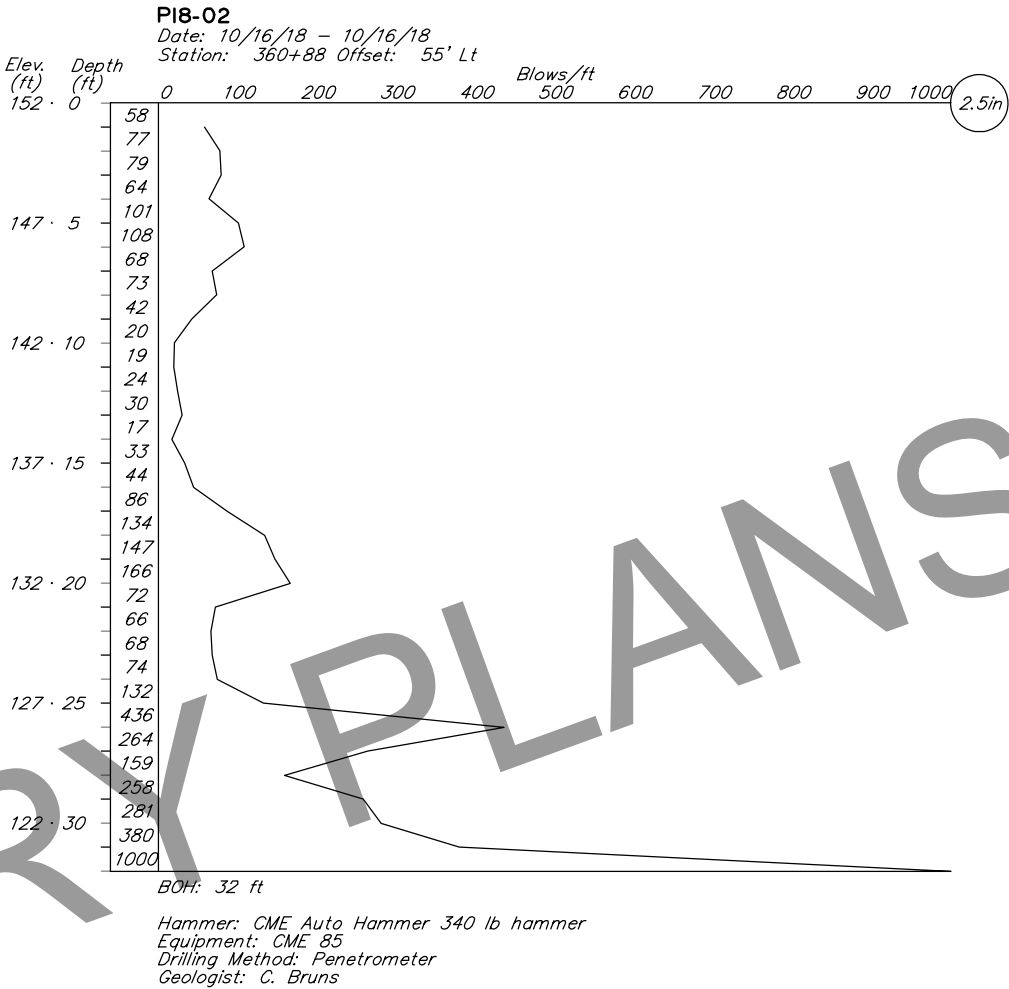 P18-02
Date: 10/16/18 – 10/16/18
Station: 360+88 Offset: 55' Lt
Elev. (ft) Depth (ft) Blows/ft
0 100 200 300 400 500 600 700 800 900 1000
2.5in
152 · 0
58
77
79
64
101
147 · 5
108
68
73
42
20
142 · 10
19
24
30
17
33
137 · 15
44
86
134
147
166
132 · 20
72
66
68
74
132
127 · 25
436
264
159
258
281
122 · 30
380
1000
BOH: 32 ft
Hammer: CME Auto Hammer 340 lb hammer
Equipment: CME 85
Drilling Method: Penetrometer
Geologist: C. Bruns
RY PLANS